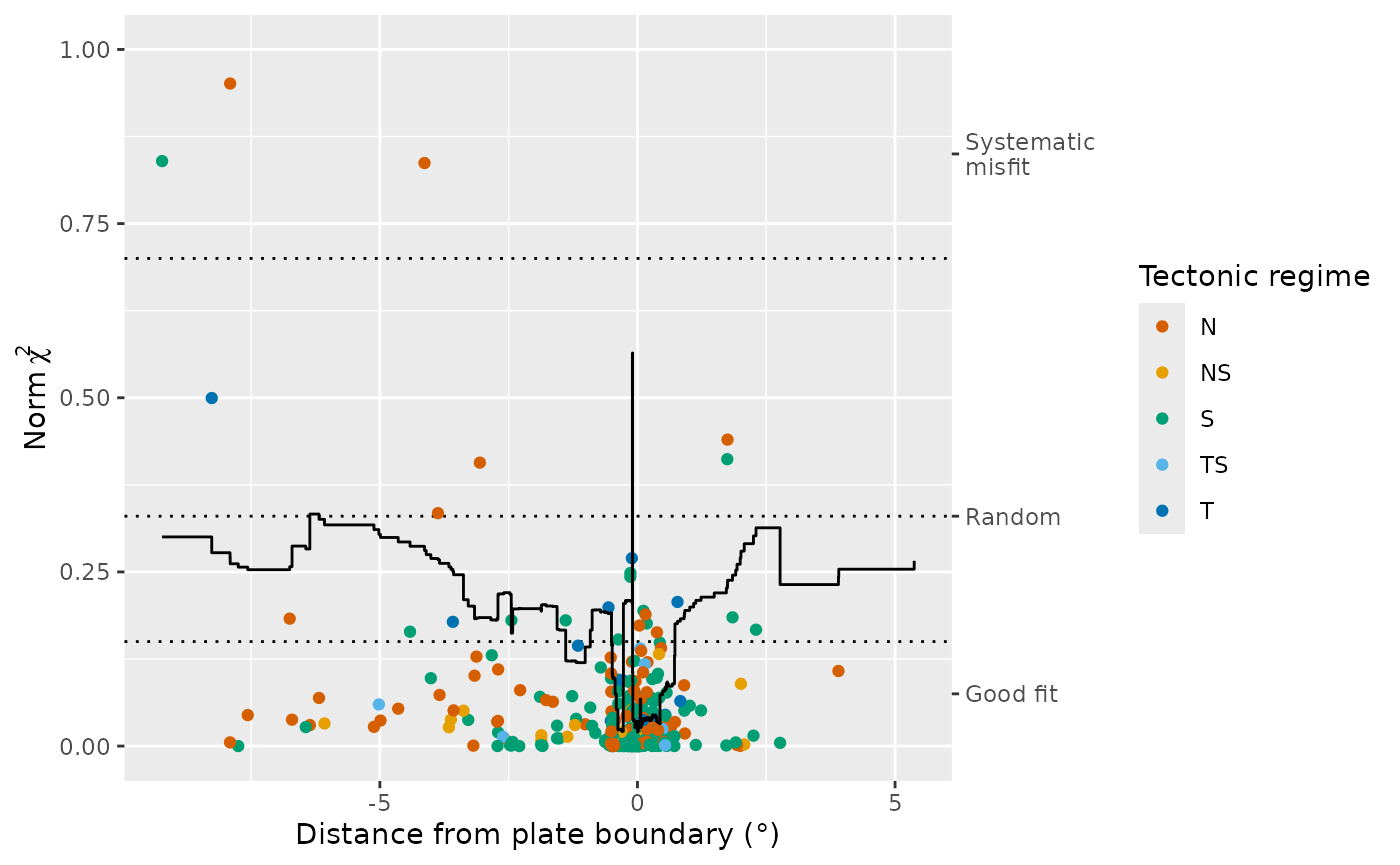 1.00
0.75
0.50
0.25
0.00
Norm χ²
-5
0
5
Distance from plate boundary (°)
Systematic
misfit
Random
Good fit
Tectonic regime
N
NS
S
TS
T